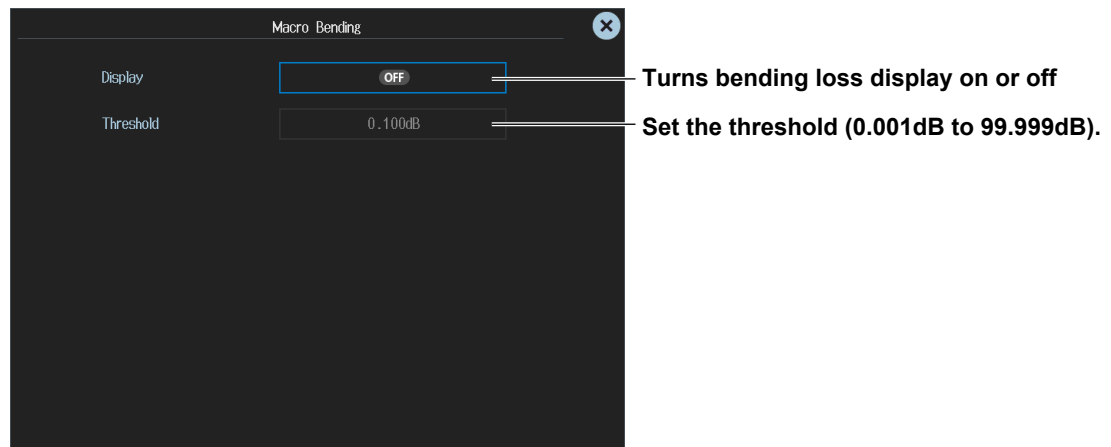 Macro Bending
Display OFF Turns bending loss display on or off
Threshold 0.100dB Set the threshold (0.001dB to 99.999dB).